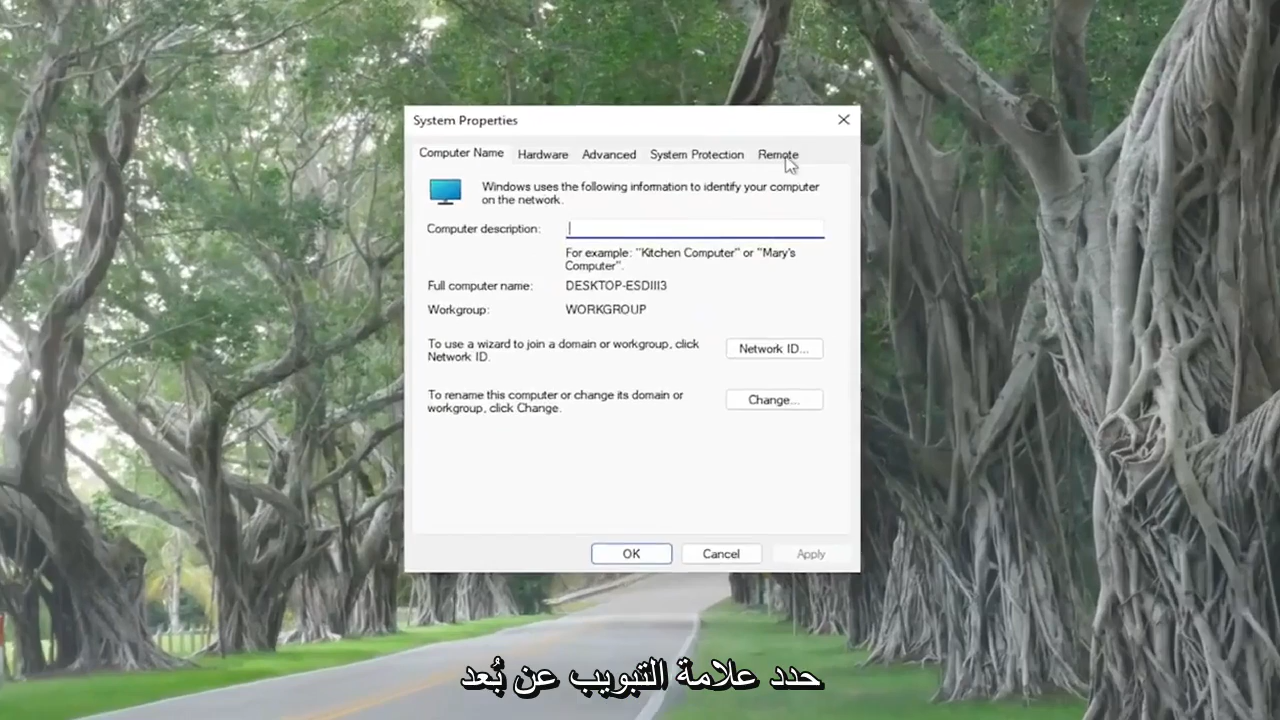 System Properties
Computer Name
Hardware
Advanced
System Protection
Remote
Windows uses the following information to identify your computer
on the network.
Computer description:
For example: "Kitchen Computer" or "Mary's
Computer".
Full computer name:
DESKTOP-ESDIII3
Workgroup:
WORKGROUP
To use a wizard to join a domain or workgroup, click
Network ID.
Network ID...
To rename this computer or change its domain or
workgroup, click Change.
Change...
OK
Cancel
Apply
حدد علامة التبويب عن بُعد